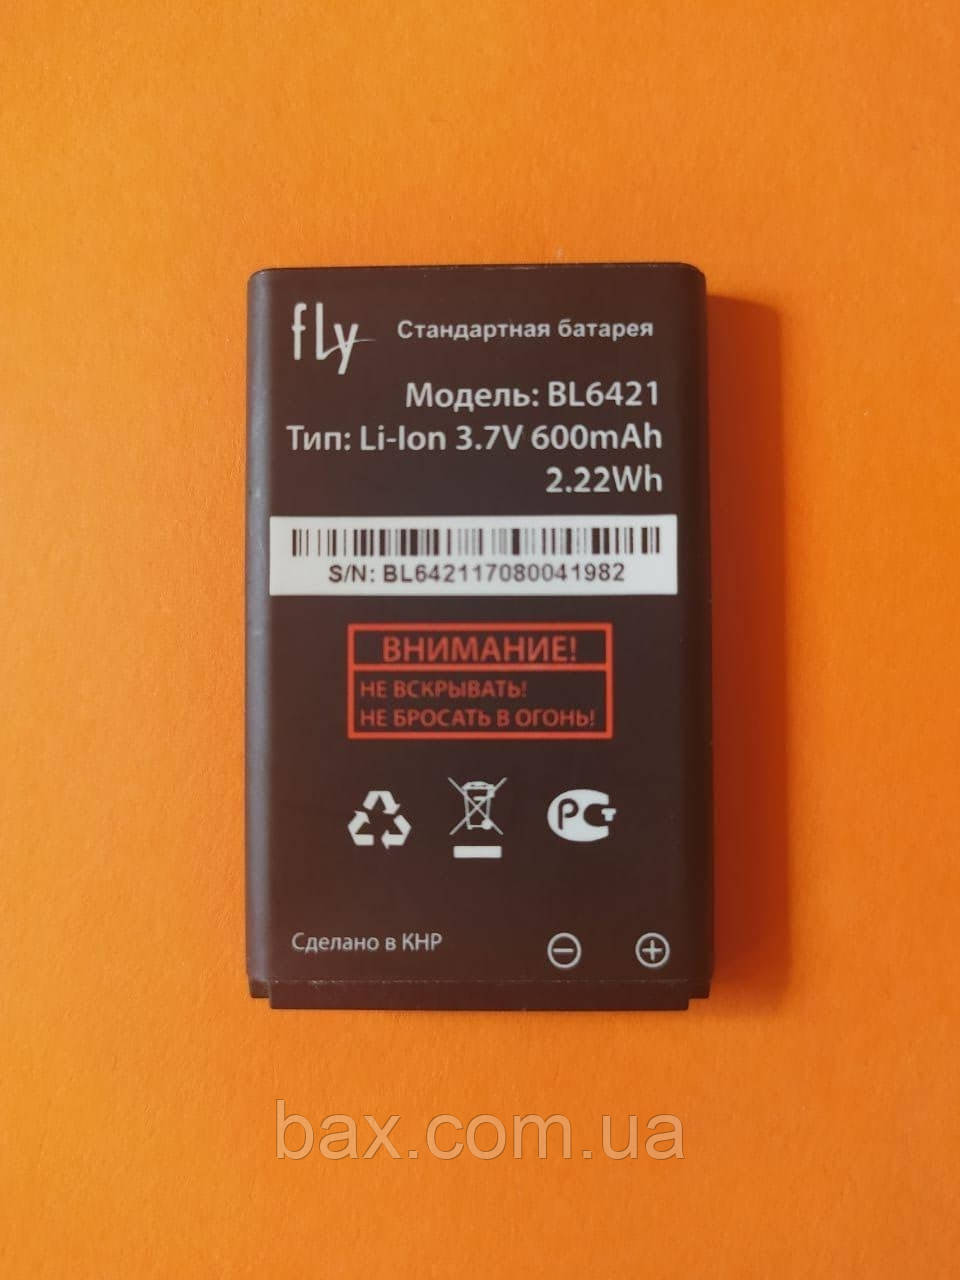 fly Стандартная батарея
Модель: BL6421
Тип: Li-Ion 3.7V 600mAh
2.22Wh
S/N: BL642117080041982
ВНИМАНИЕ!
НЕ ВСКРЫВАТЬ!
НЕ БРОСАТЬ В ОГОНЬ!
РСТ
Сделано в КНР
bax.com.ua